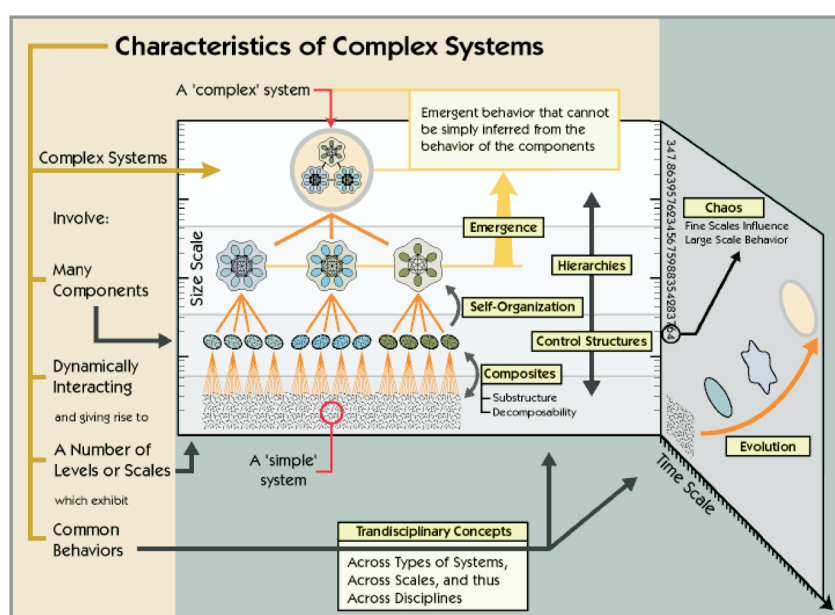 Characteristics of Complex Systems
A 'complex' system
Emergent behavior that cannot
be simply inferred from the
behavior of the components
Complex Systems
Involve:
Many
Components
Dynamically
Interacting
and giving rise to
A Number of
Levels or Scales
which exhibit
Common
Behaviors
Size Scale
Emergence
Hierarchies
Self-Organization
Control Structures
Composites
Substructure
Decomposability
A 'simple'
system
Chaos
Fine Scales Influence
Large Scale Behavior
Evolution
Time Scale
Trandisciplinary Concepts
Across Types of Systems,
Across Scales, and thus
Across Disciplines